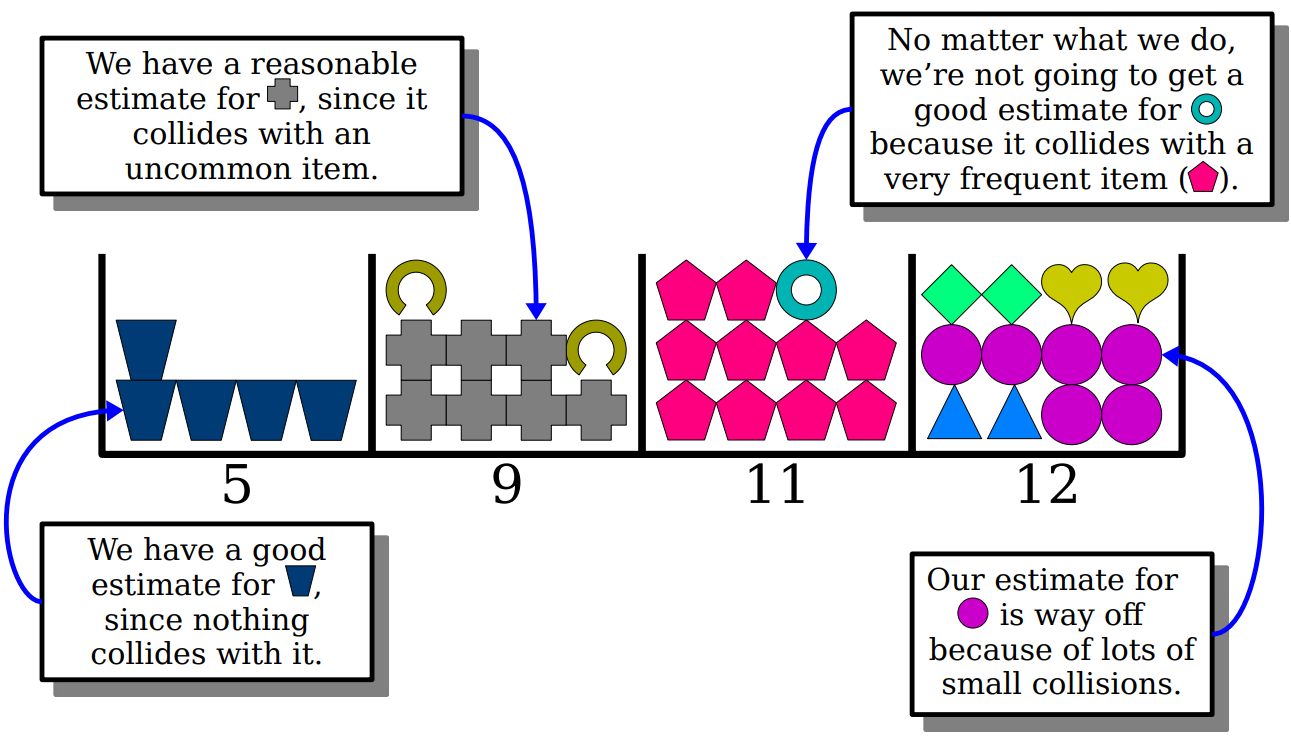 We have a reasonable
estimate for , since it
collides with an
uncommon item.
No matter what we do,
we’re not going to get a
good estimate for
because it collides with a
very frequent item ( ).
5
9
11
12
We have a good
estimate for ,
since nothing
collides with it.
Our estimate for
is way off
because of lots of
small collisions.